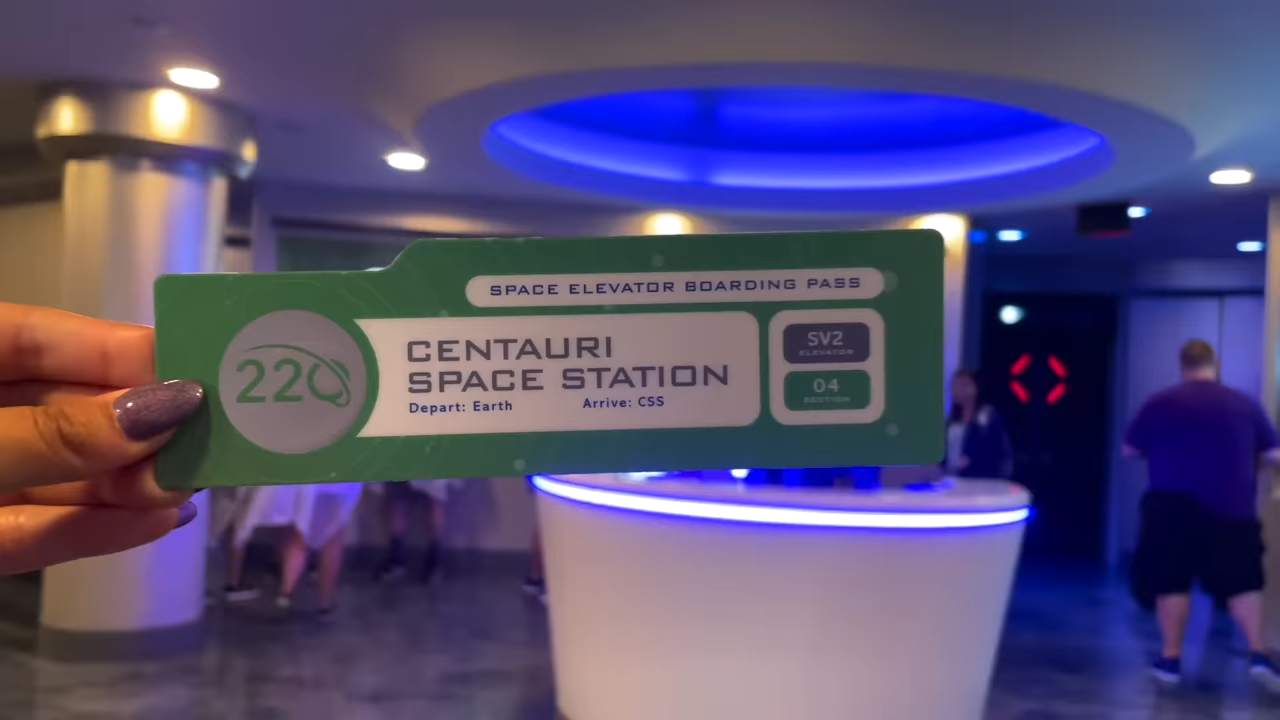 SPACE ELEVATOR BOARDING PASS
220
CENTAURI
SPACE STATION
Depart: Earth Arrive: CSS
SV2
ELEVATOR
04
SECTION